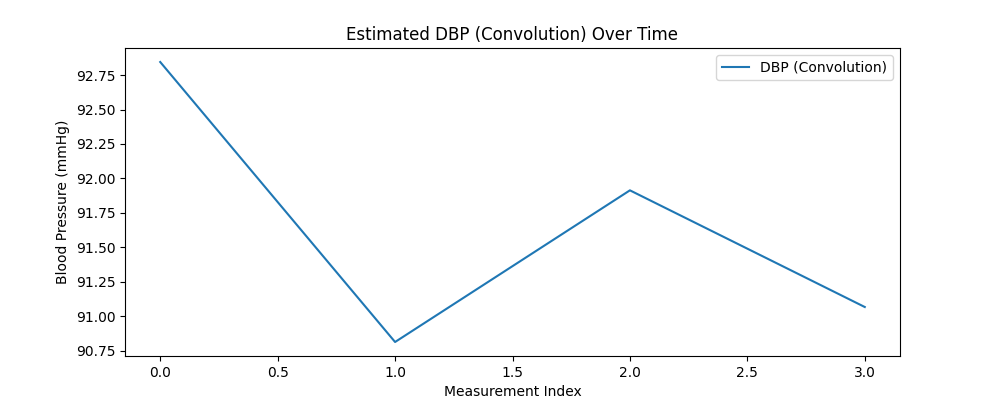 Estimated DBP (Convolution) Over Time
DBP (Convolution)
Blood Pressure (mmHg)
92.75
92.50
92.25
92.00
91.75
91.50
91.25
91.00
90.75
0.0 0.5 1.0 1.5 2.0 2.5 3.0
Measurement Index